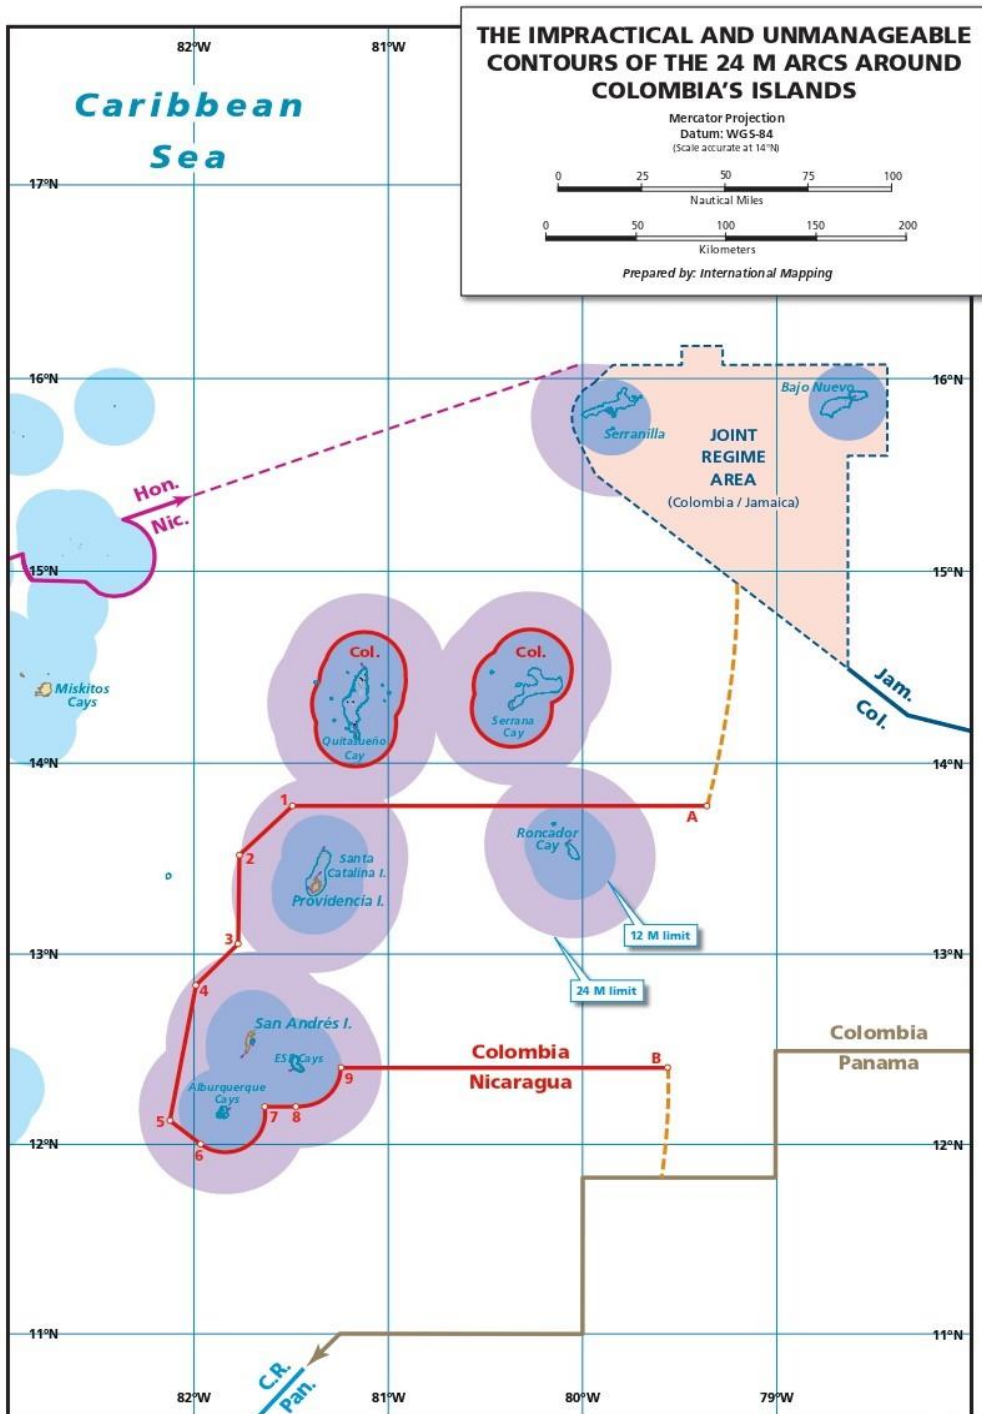 THE IMPRACTICAL AND UNMANAGEABLE
CONTOURS OF THE 24 M ARCS AROUND
COLOMBIA'S ISLANDS
Mercator Projection
Datum: WGS-84
(Scale accurate at 14°N)
0 25 50 75 100
Nautical Miles
0 50 100 150 200
Kilometers
Prepared by: International Mapping
82°W 81°W
Caribbean
Sea
17°N
16°N 16°N
Bajo Nuevo
Serranilla
JOINT
REGIME
AREA
(Colombia / Jamaica)
Hon.
Nic.
15°N 15°N
Col. Col.
Miskitos
Cays
Quitasueño
Cay
Serrana
Cay
Jam.
Col.
14°N 14°N
1
A
2
Roncador
Cay
Santa
Catalina I.
Providencia I.
3
12 M limit
13°N 13°N
4
24 M limit
San Andrés I.
ESE Cays
Colombia
Nicaragua
B
Colombia
Panama
9
Alburquerque
Cays
5
7
8
6
12°N 12°N
11°N 11°N
C.R.
Pan.
82°W 81°W 80°W 79°W